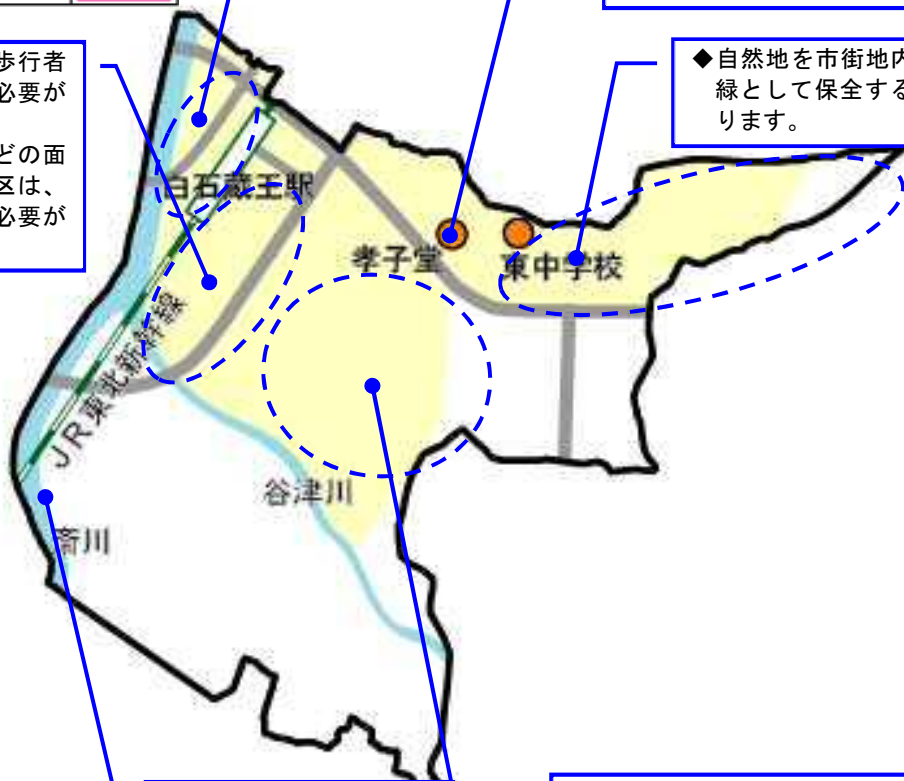 歩行者
必要が
どの面
区は、
必要が
◆自然地を市街地内
緑として保全する
ります。
白石蔵王駅
孝子堂
東中学校
JR東北新幹線
谷津川
斎川